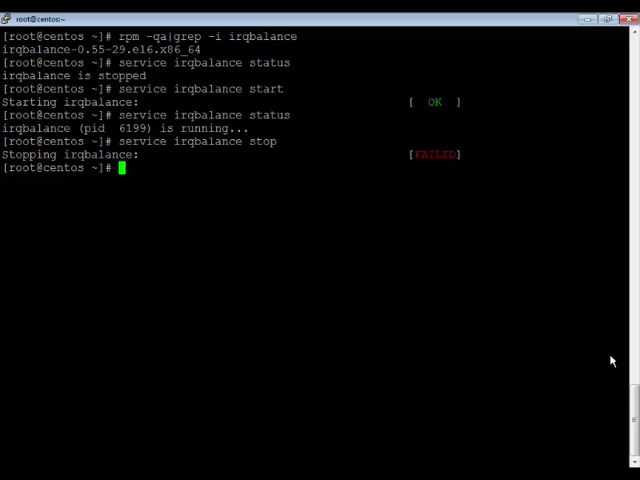 root@centos:~
[root@centos ~]# rpm -qa|grep -i irqbalance
irqbalance-0.55-29.el6.x86_64
[root@centos ~]# service irqbalance status
irqbalance is stopped
[root@centos ~]# service irqbalance start
Starting irqbalance: [ OK ]
[root@centos ~]# service irqbalance status
irqbalance (pid 6199) is running...
[root@centos ~]# service irqbalance stop
Stopping irqbalance: [FAILED]
[root@centos ~]#